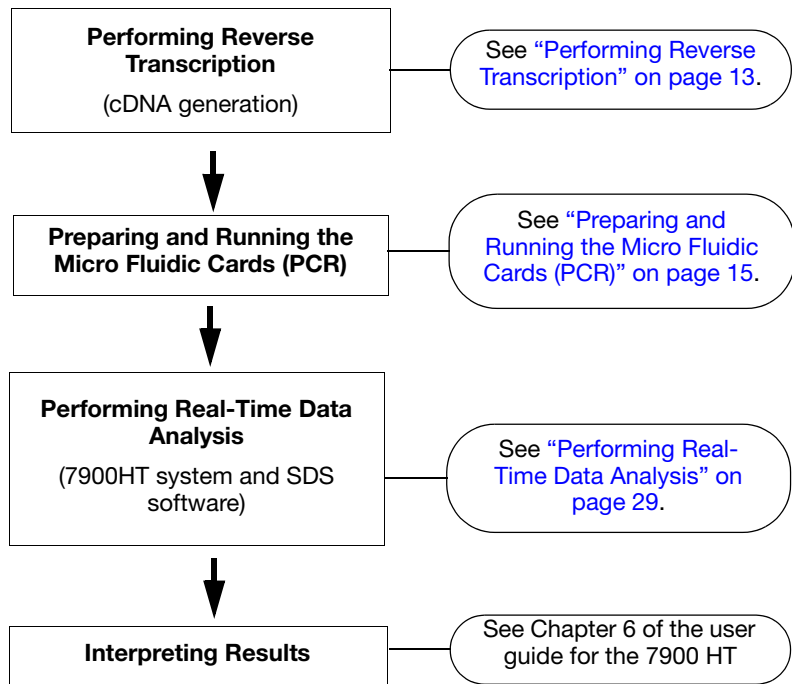 Performing Reverse
Transcription
(cDNA generation)
See “Performing Reverse
Transcription” on page 13.
Preparing and Running the
Micro Fluidic Cards (PCR)
See “Preparing and
Running the Micro Fluidic
Cards (PCR)” on page 15.
Performing Real-Time Data
Analysis
(7900HT system and SDS
software)
See “Performing Real-
Time Data Analysis” on
page 29.
Interpreting Results
See Chapter 6 of the user
guide for the 7900 HT